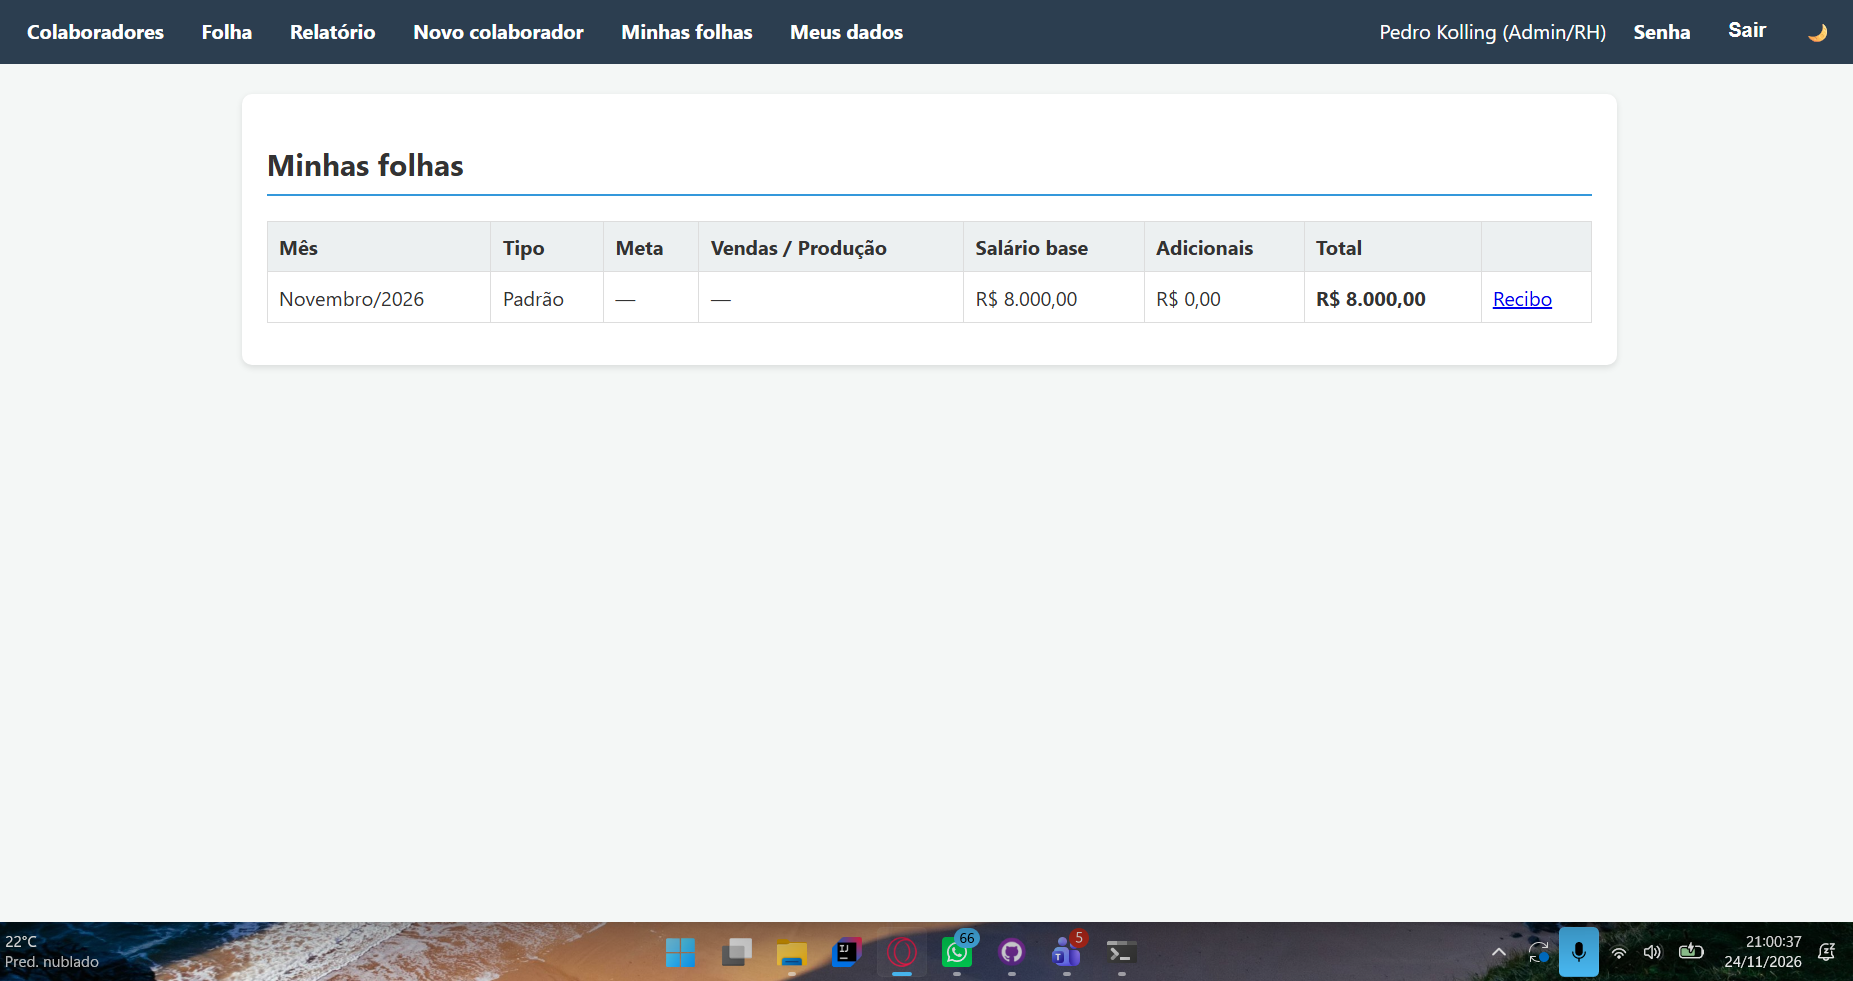 Colaboradores Folha Relatório Novo colaborador Minhas folhas Meus dados Pedro Kolling (Admin/RH) Senha Sair
Minhas folhas
Mês Tipo Meta Vendas / Produção Salário base Adicionais Total
Novembro/2026 Padrão — — R$ 8.000,00 R$ 0,00 R$ 8.000,00 Recibo
22°C
Pred. nublado
IJ
66
T
5
21:00:37
24/11/2026